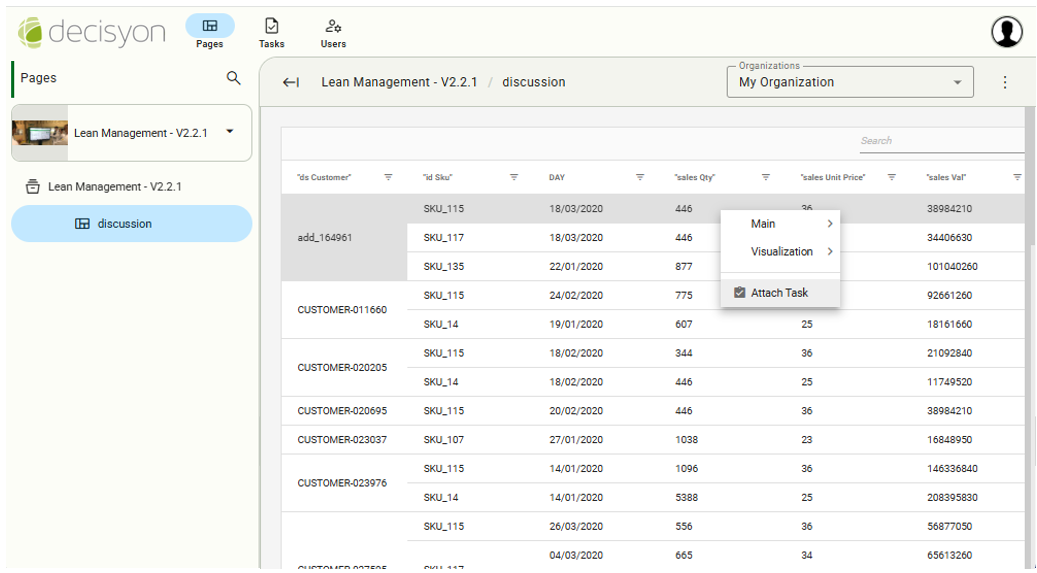 decisyon
Pages
Tasks
Users
Pages
Lean Management - V2.2.1
Lean Management - V2.2.1
discussion
Lean Management - V2.2.1 / discussion
Organizations
My Organization
Search
"ds Customer" "id Sku" DAY "sales Qty" "sales Unit Price" "sales Val"
SKU_115 18/03/2020 446 36 38984210
add_164961 SKU_117 18/03/2020 446 34406630
SKU_135 22/01/2020 877 101040260
Main
Visualization
Attach Task
CUSTOMER-011660 SKU_115 24/02/2020 775 92661260
SKU_14 19/01/2020 607 25 18161660
CUSTOMER-020205 SKU_115 18/02/2020 344 36 21092840
SKU_14 18/02/2020 446 25 11749520
CUSTOMER-020695 SKU_115 20/02/2020 446 36 38984210
CUSTOMER-023037 SKU_107 27/01/2020 1038 23 16848950
CUSTOMER-023976 SKU_115 14/01/2020 1096 36 146336840
SKU_14 14/01/2020 5388 25 208395830
SKU_115 26/03/2020 556 36 56877050
04/03/2020 665 34 65613260
SKU_117